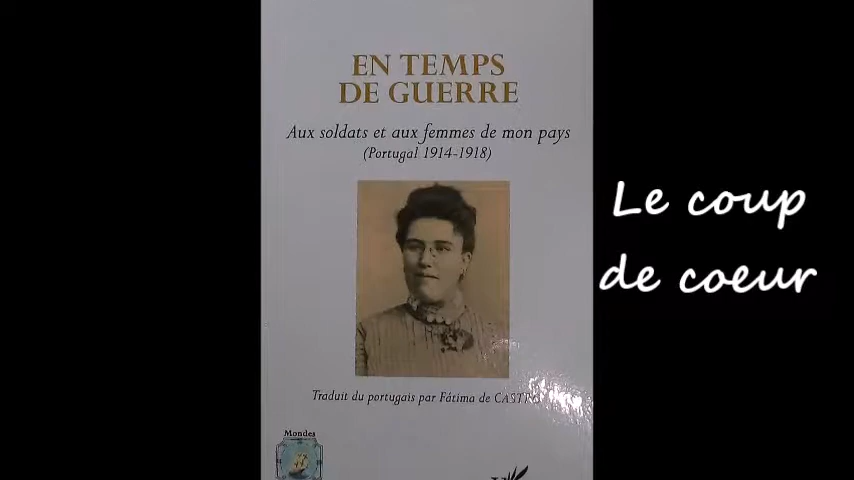 EN TEMPS
DE GUERRE
Aux soldats et aux femmes de mon pays
(Portugal 1914-1918)
Le coup
de coeur
Traduit du portugais par Fátima de
Mondes